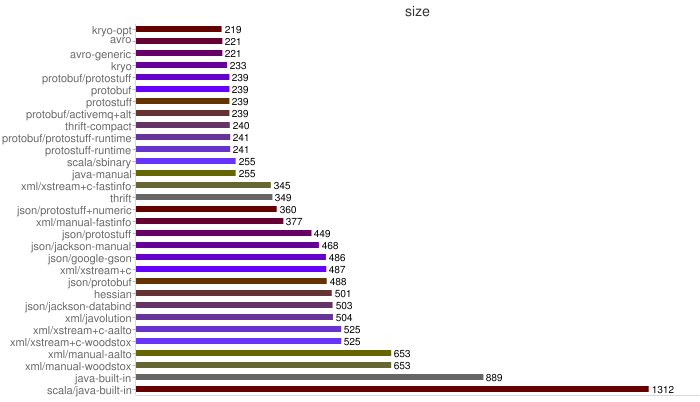 size
kryo-opt 219
avro 221
avro-generic 221
kryo 233
protobuf/protostuff 239
protobuf 239
protostuff 239
protobuf/activemq+alt 239
thrift-compact 240
protobuf/protostuff-runtime 241
protostuff-runtime 241
scala/sbinary 255
java-manual 255
xml/xstream+c-fastinfo 345
thrift 349
json/protostuff+numeric 360
xml/manual-fastinfo 377
json/protostuff 449
json/jackson-manual 468
json/google-gson 486
xml/xstream+c 487
json/protobuf 488
hessian 501
json/jackson-databind 503
xml/javolution 504
xml/xstream+c-aalto 525
xml/xstream+c-woodstox 525
xml/manual-aalto 653
xml/manual-woodstox 653
java-built-in 889
scala/java-built-in 1312